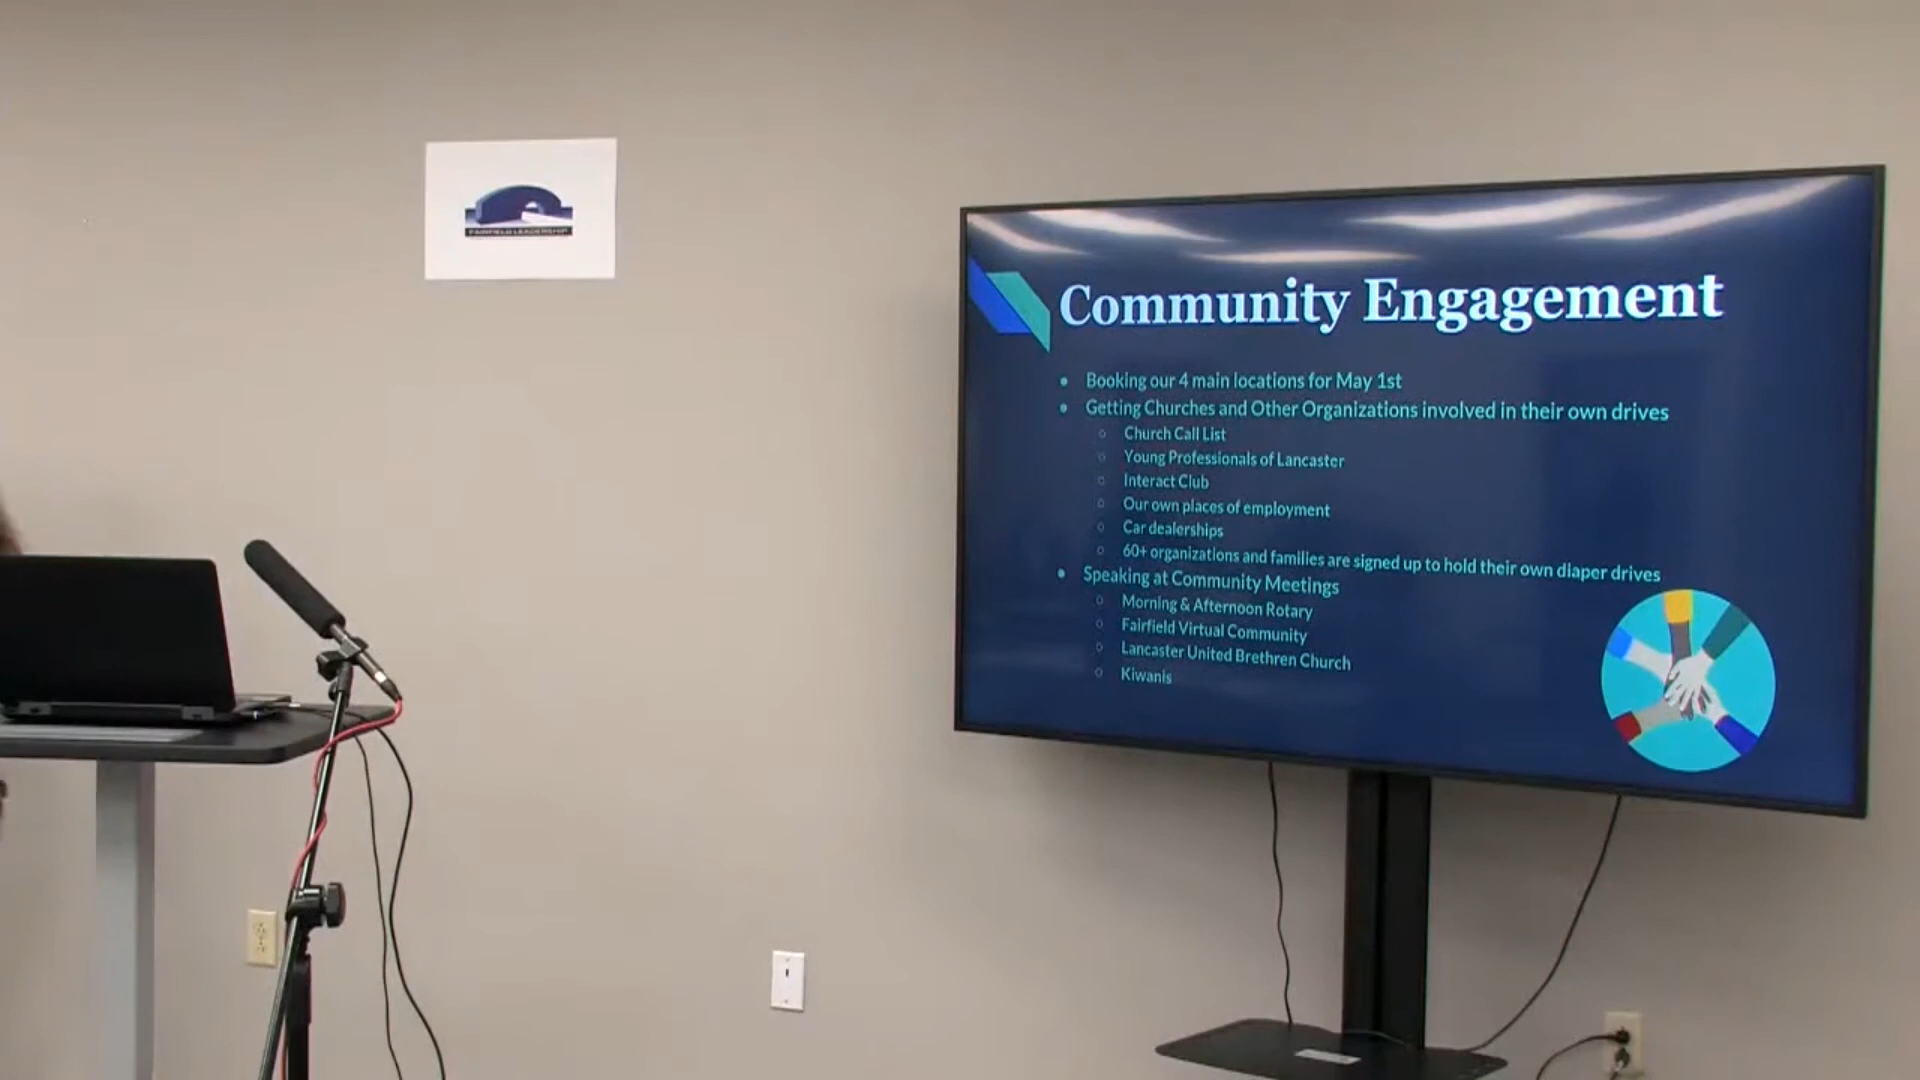 FAIRFIELD LEADERSHIP
Community Engagement
● Booking our 4 main locations for May 1st
● Getting Churches and Other Organizations involved in their own drives
○ Church Call List
○ Young Professionals of Lancaster
○ Interact Club
○ Our own places of employment
○ Car dealerships
○ 60+ organizations and families are signed up to hold their own diaper drives
● Speaking at Community Meetings
○ Morning & Afternoon Rotary
○ Fairfield Virtual Community
○ Lancaster United Brethren Church
○ Kiwanis